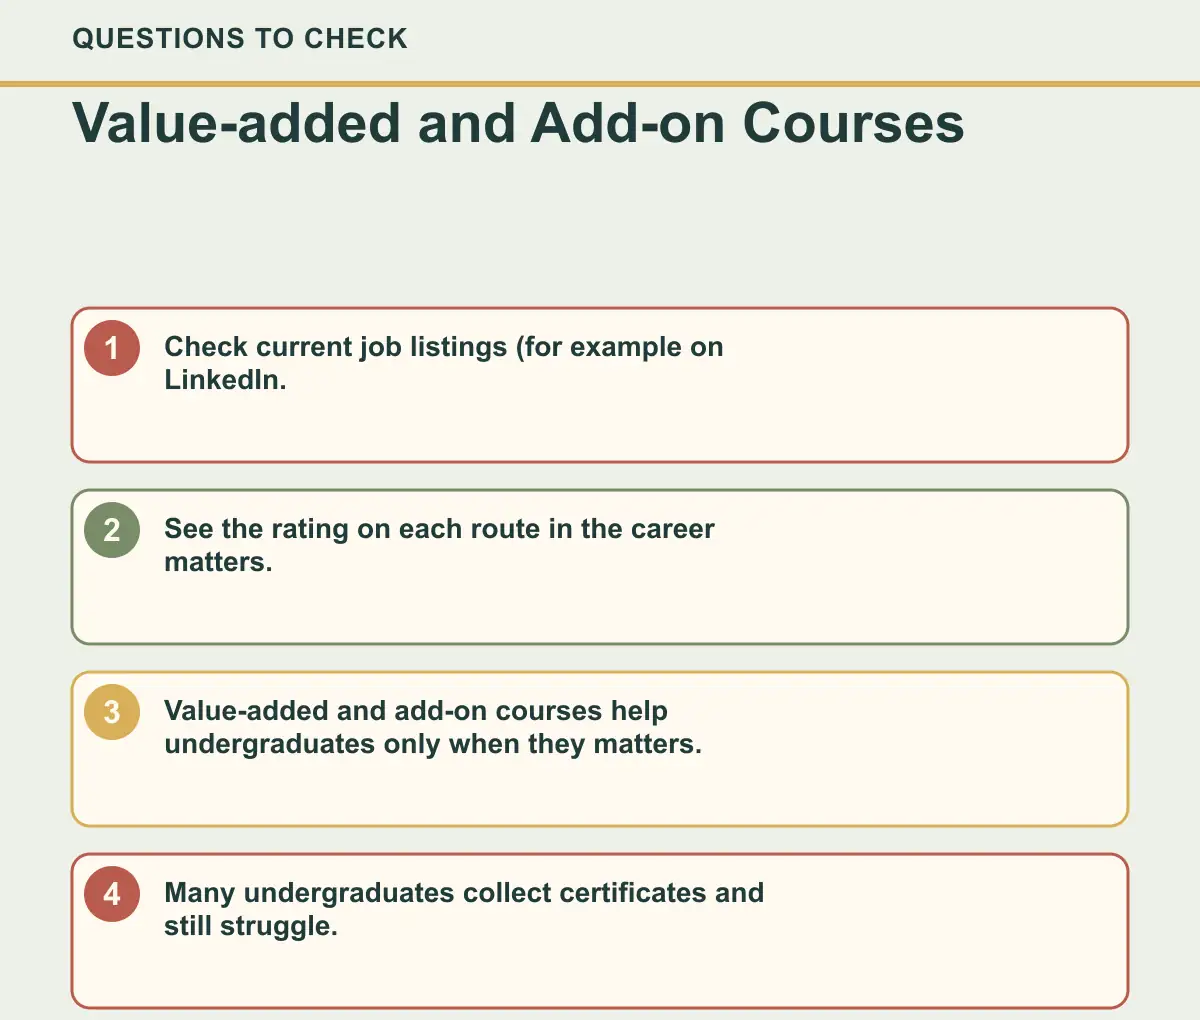 QUESTIONS TO CHECK
Value-added and Add-on Courses
1
Check current job listings (for example on
LinkedIn.
2
See the rating on each route in the career
matters.
3
Value-added and add-on courses help
undergraduates only when they matters.
4
Many undergraduates collect certificates and
still struggle.